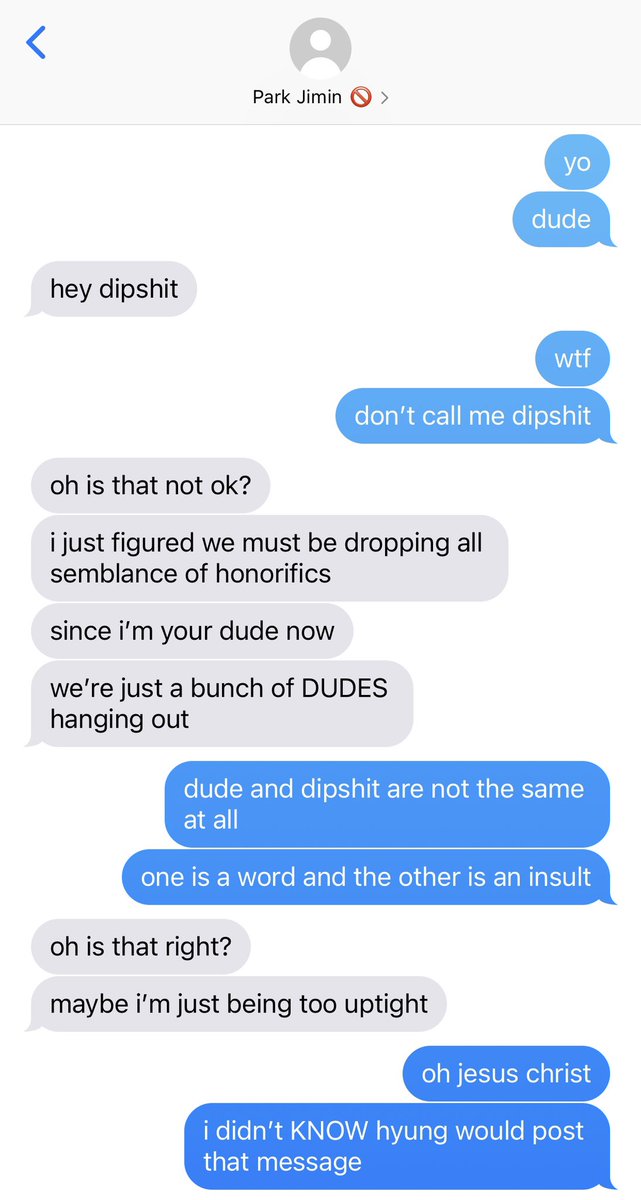 Park Jimin 🚫
yo
dude
hey dipshit
wtf
don’t call me dipshit
oh is that not ok?
i just figured we must be dropping all
semblance of honorifics
since i’m your dude now
we’re just a bunch of DUDES
hanging out
dude and dipshit are not the same
at all
one is a word and the other is an insult
oh is that right?
maybe i’m just being too uptight
oh jesus christ
i didn’t KNOW hyung would post
that message